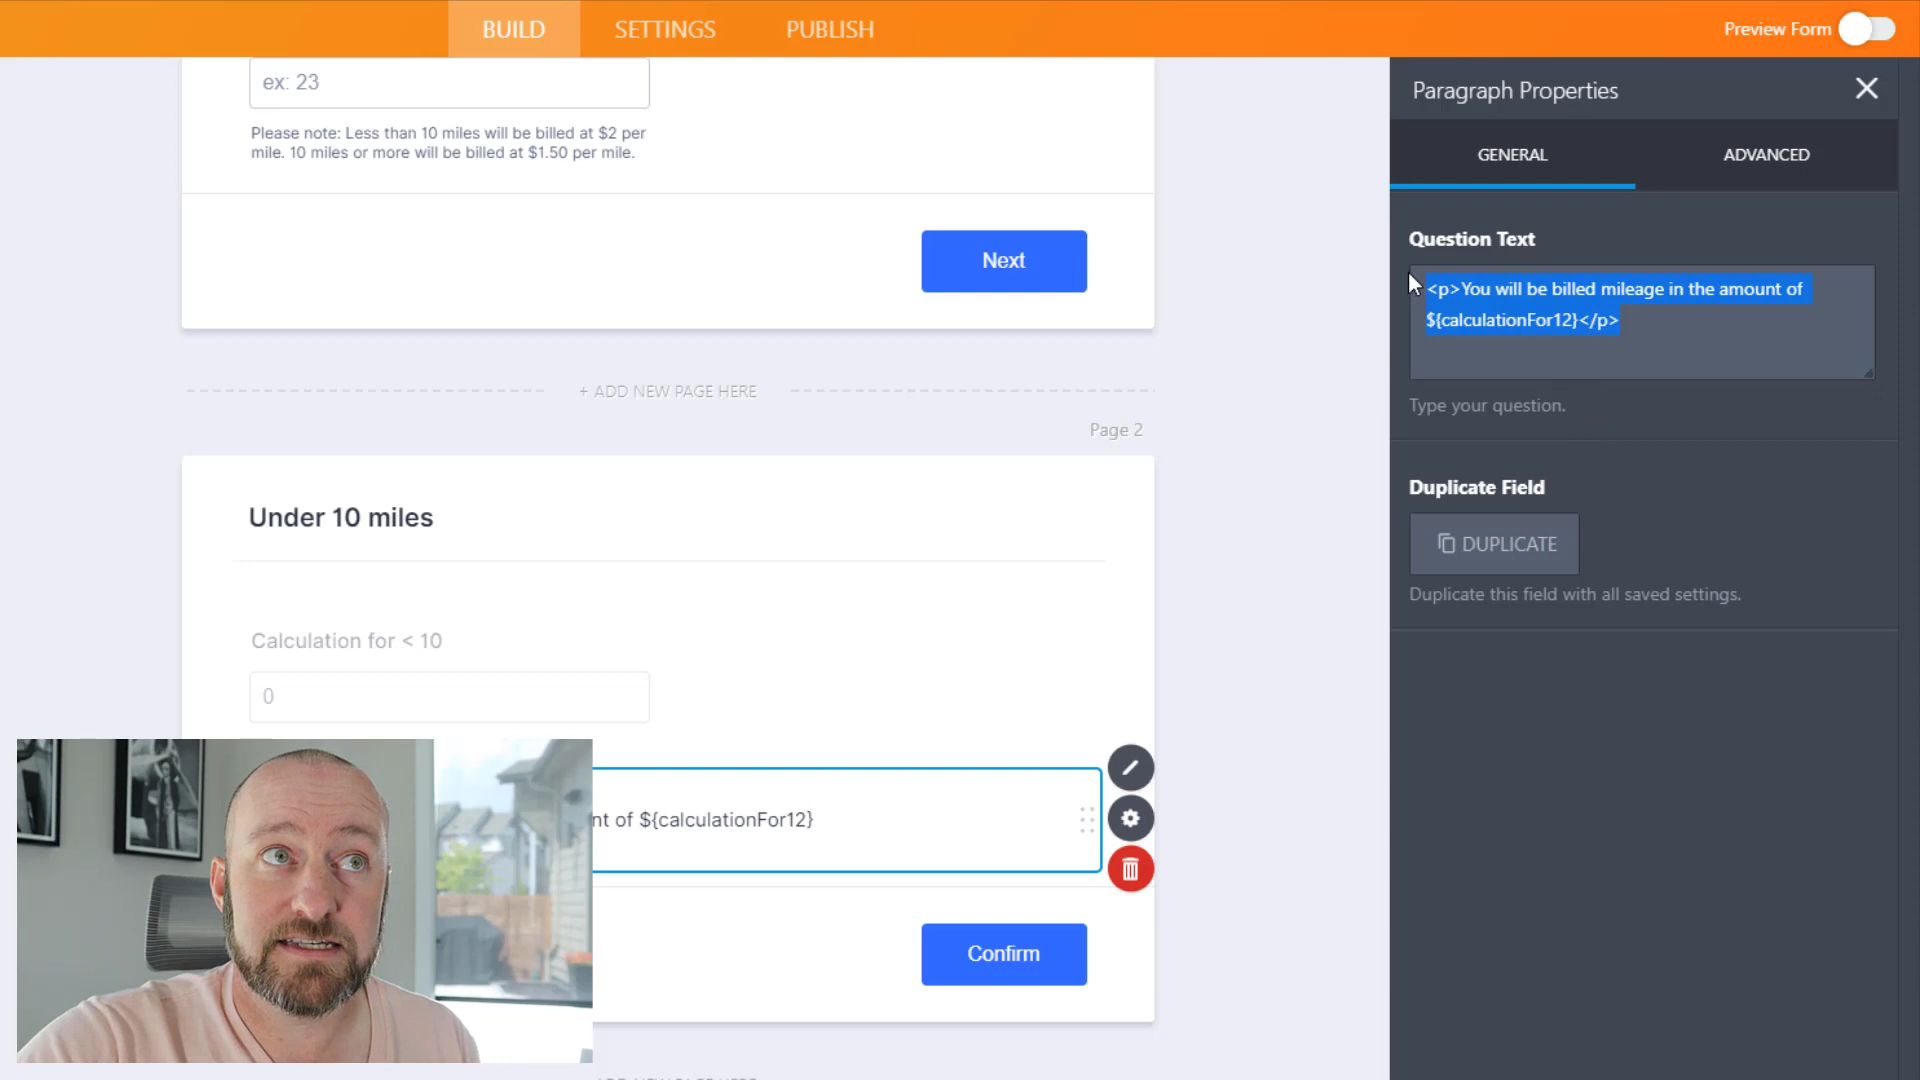 BUILD
SETTINGS
PUBLISH
Preview Form
ex: 23
Please note: Less than 10 miles will be billed at $2 per
mile. 10 miles or more will be billed at $1.50 per mile.
Next
+ ADD NEW PAGE HERE
Page 2
Under 10 miles
Calculation for < 10
0
nt of ${calculationFor12}
Confirm
Paragraph Properties
GENERAL
ADVANCED
Question Text
<p>You will be billed mileage in the amount of
${calculationFor12}</p>
Type your question.
Duplicate Field
DUPLICATE
Duplicate this field with all saved settings.